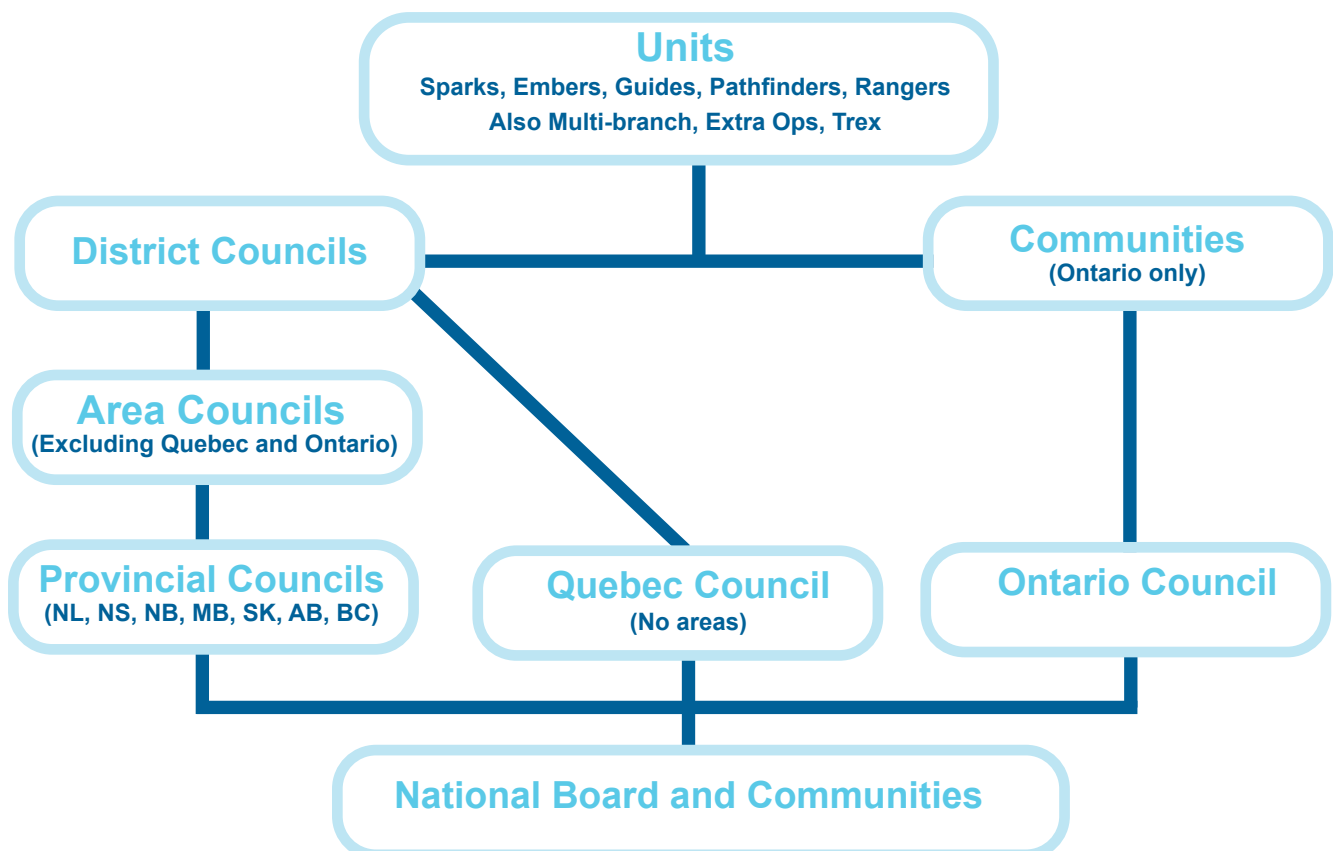 Units
Sparks, Embers, Guides, Pathfinders, Rangers
Also Multi-branch, Extra Ops, Trex
District Councils
Communities
(Ontario only)
Area Councils
(Excluding Quebec and Ontario)
Provincial Councils
(NL, NS, NB, MB, SK, AB, BC)
Quebec Council
(No areas)
Ontario Council
National Board and Communities